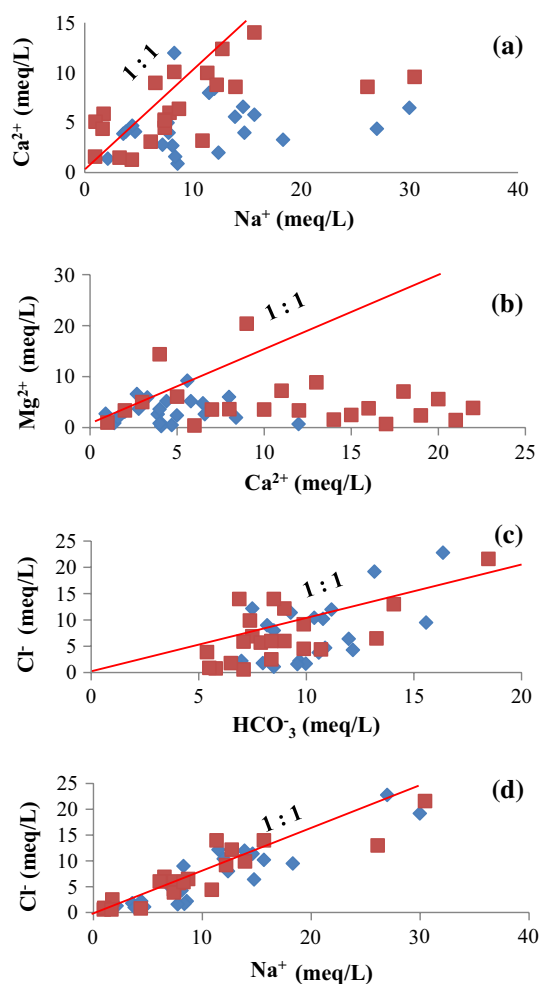 (a)
Ca²⁺ (meq/L)
15
10
5
0
1 : 1
0 10 20 30 40
Na⁺ (meq/L)
(b)
Mg²⁺ (meq/L)
30
20
10
0
1 : 1
0 5 10 15 20 25
Ca²⁺ (meq/L)
(c)
Cl⁻ (meq/L)
25
20
15
10
5
0
1 : 1
0 10 20
HCO⁻₃ (meq/L)
(d)
Cl⁻ (meq/L)
25
20
15
10
5
0
1 : 1
0 10 20 30 40
Na⁺ (meq/L)